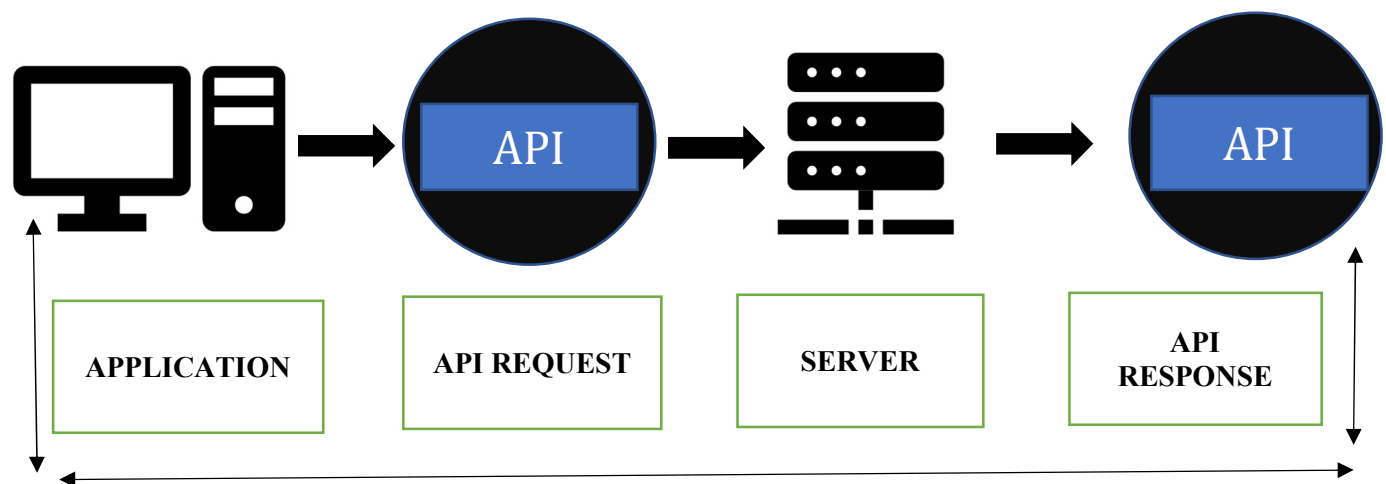 API
API
APPLICATION
API REQUEST
SERVER
API
RESPONSE